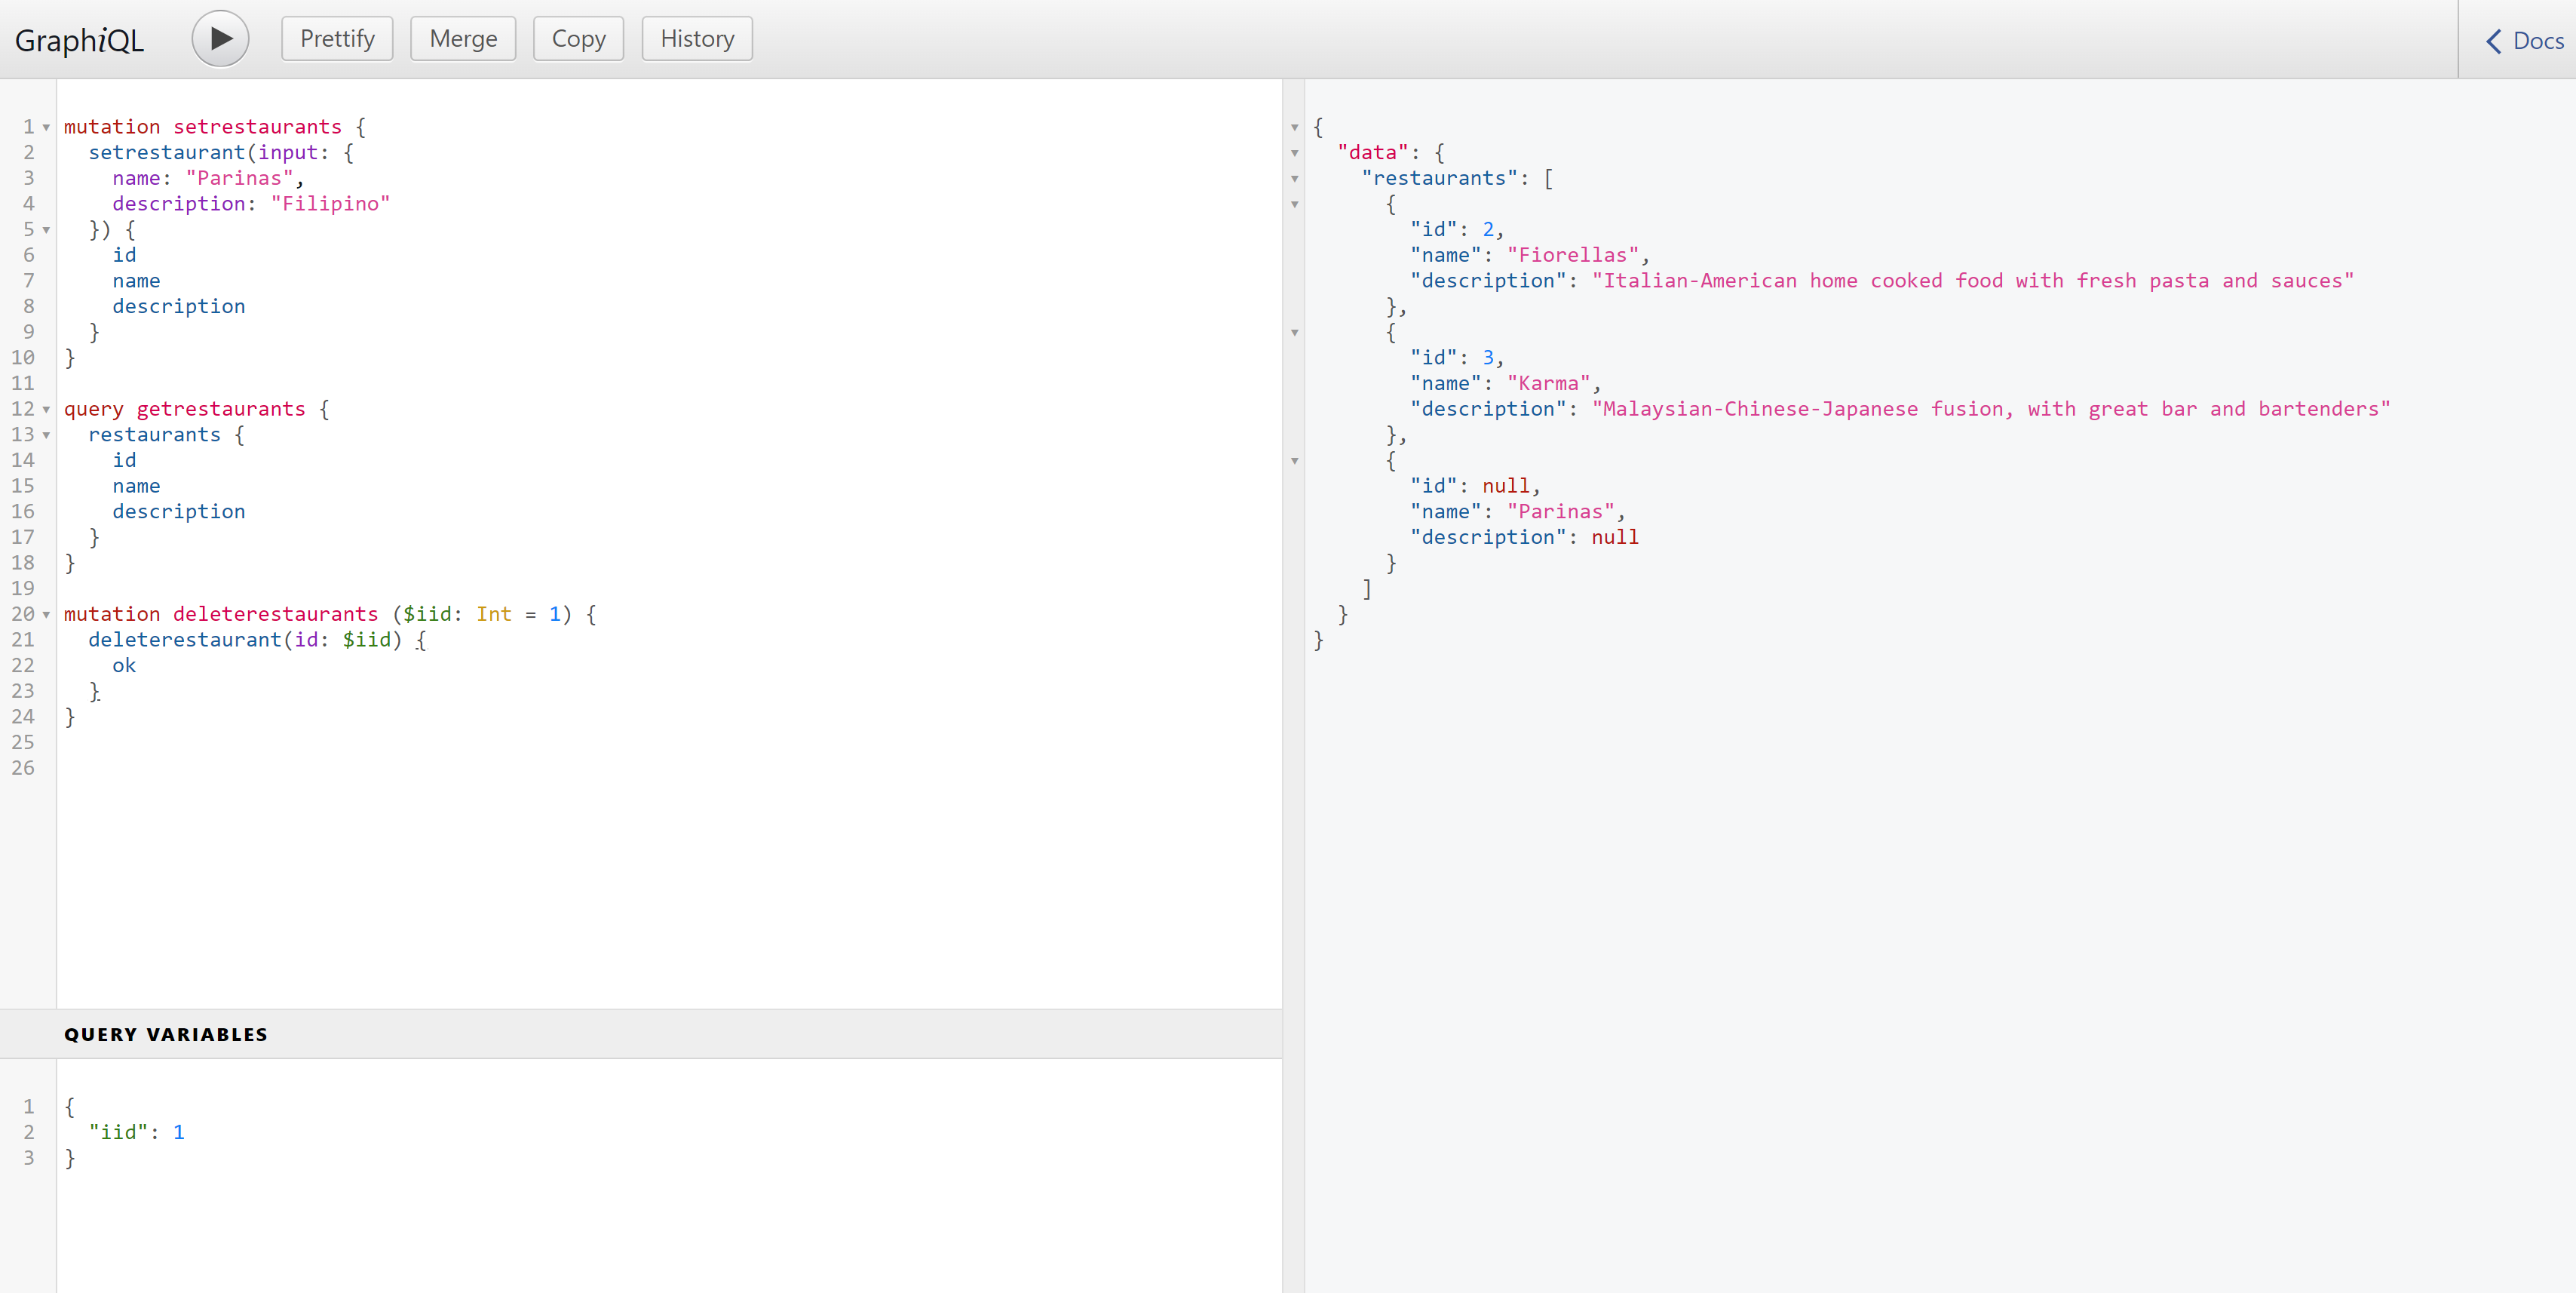 GraphiQL Prettify Merge Copy History Docs
1 mutation setrestaurants {
2   setrestaurant(input: {
3     name: "Parinas",
4     description: "Filipino"
5   }) {
6     id
7     name
8     description
9   }
10 }
11
12 query getrestaurants {
13   restaurants {
14     id
15     name
16     description
17   }
18 }
19
20 mutation deleterestaurants ($iid: Int = 1) {
21   deleterestaurant(id: $iid) {
22     ok
23   }
24 }
25
26
QUERY VARIABLES
1 {
2   "iid": 1
3 }
{
  "data": {
    "restaurants": [
      {
        "id": 2,
        "name": "Fiorellas",
        "description": "Italian-American home cooked food with fresh pasta and sauces"
      },
      {
        "id": 3,
        "name": "Karma",
        "description": "Malaysian-Chinese-Japanese fusion, with great bar and bartenders"
      },
      {
        "id": null,
        "name": "Parinas",
        "description": null
      }
    ]
  }
}